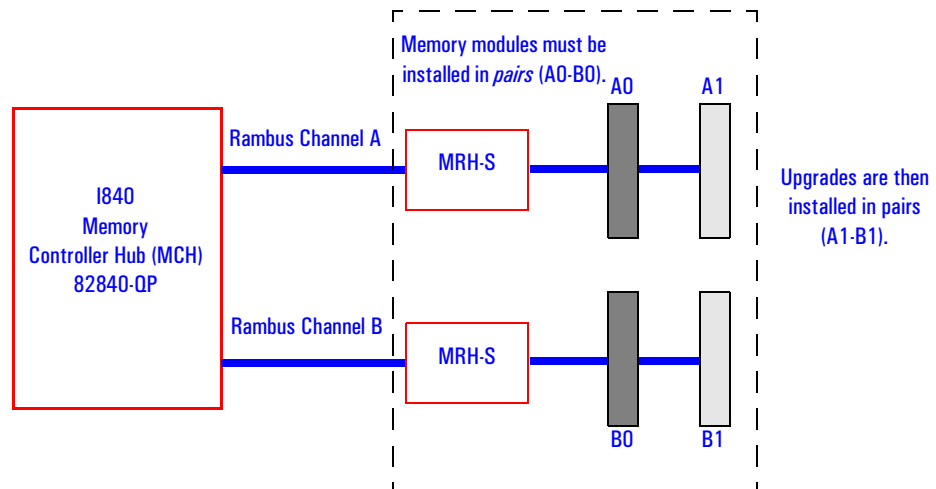 Memory modules must be
installed in pairs (A0-B0).
A0
A1
Rambus Channel A
MRH-S
I840
Memory
Controller Hub (MCH)
82840-QP
Upgrades are then
installed in pairs
(A1-B1).
Rambus Channel B
MRH-S
B0
B1